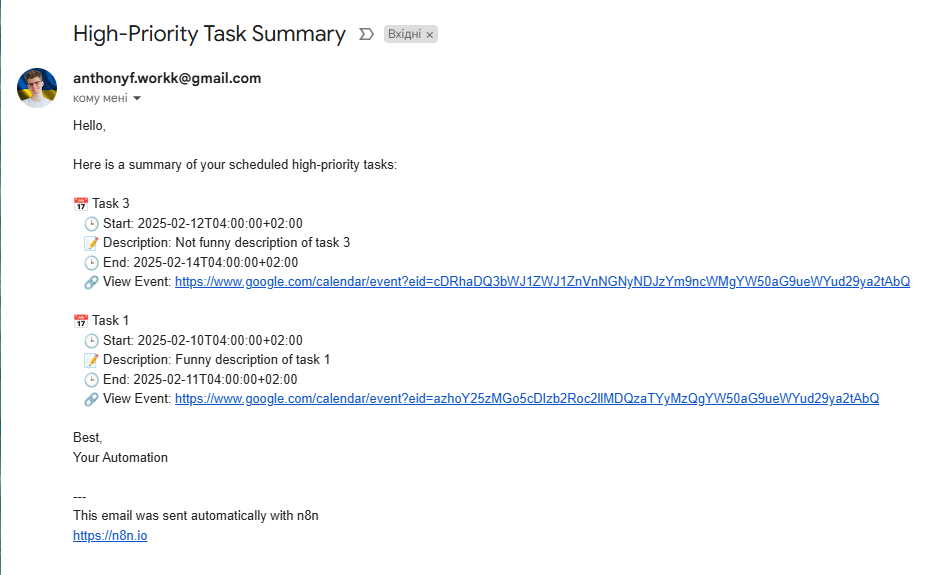 High-Priority Task Summary Вхідні ×
anthonyf.workk@gmail.com
кому мені
Hello,
Here is a summary of your scheduled high-priority tasks:
📅 Task 3
🕒 Start: 2025-02-12T04:00:00+02:00
📝 Description: Not funny description of task 3
🕒 End: 2025-02-14T04:00:00+02:00
🔗 View Event: https://www.google.com/calendar/event?eid=cDRhaDQ3bWJ1ZWJ1ZnVnNGNyNDJzYm9ncWMgYW50aG9ueWYud29ya2tAbQ
📅 Task 1
🕒 Start: 2025-02-10T04:00:00+02:00
📝 Description: Funny description of task 1
🕒 End: 2025-02-11T04:00:00+02:00
🔗 View Event: https://www.google.com/calendar/event?eid=azhoY25zMGo5cDIzb2Roc2llMDQzaTYyMzQgYW50aG9ueWYud29ya2tAbQ
Best,
Your Automation
---
This email was sent automatically with n8n
https://n8n.io